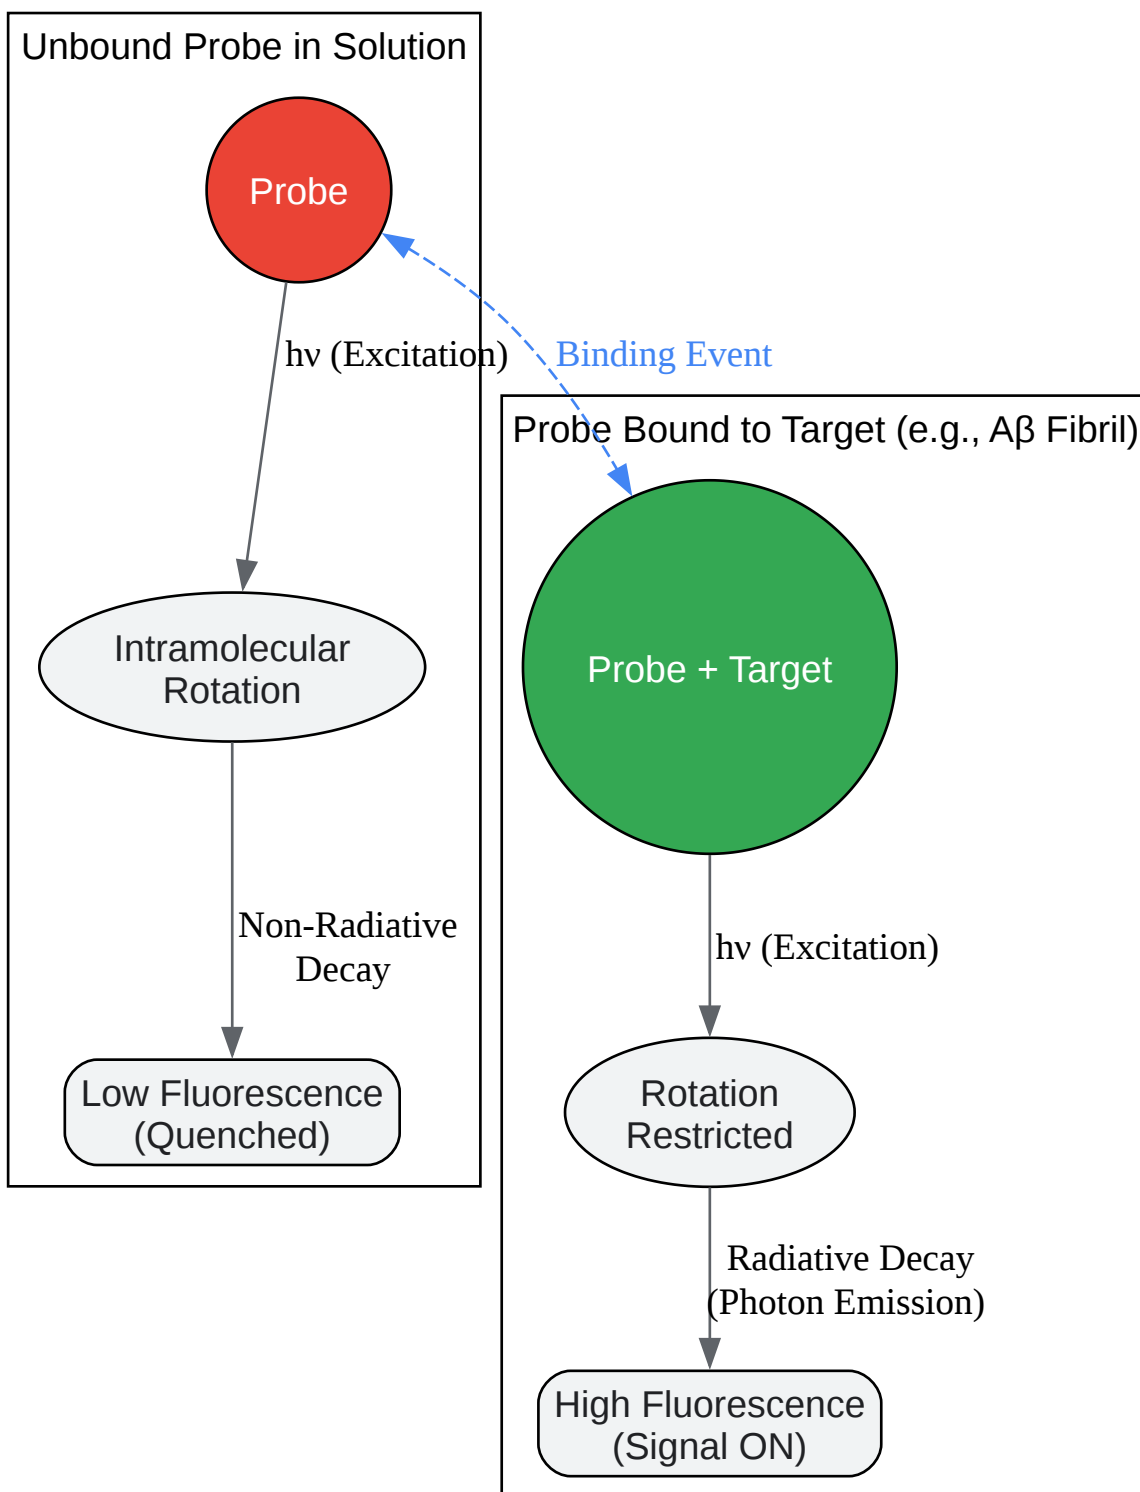 Unbound Probe in Solution
Probe
hν (Excitation)
Binding Event
Probe Bound to Target (e.g., Aβ Fibril)
Intramolecular
Rotation
Probe + Target
Non-Radiative
Decay
hν (Excitation)
Low Fluorescence
(Quenched)
Rotation
Restricted
Radiative Decay
(Photon Emission)
High Fluorescence
(Signal ON)